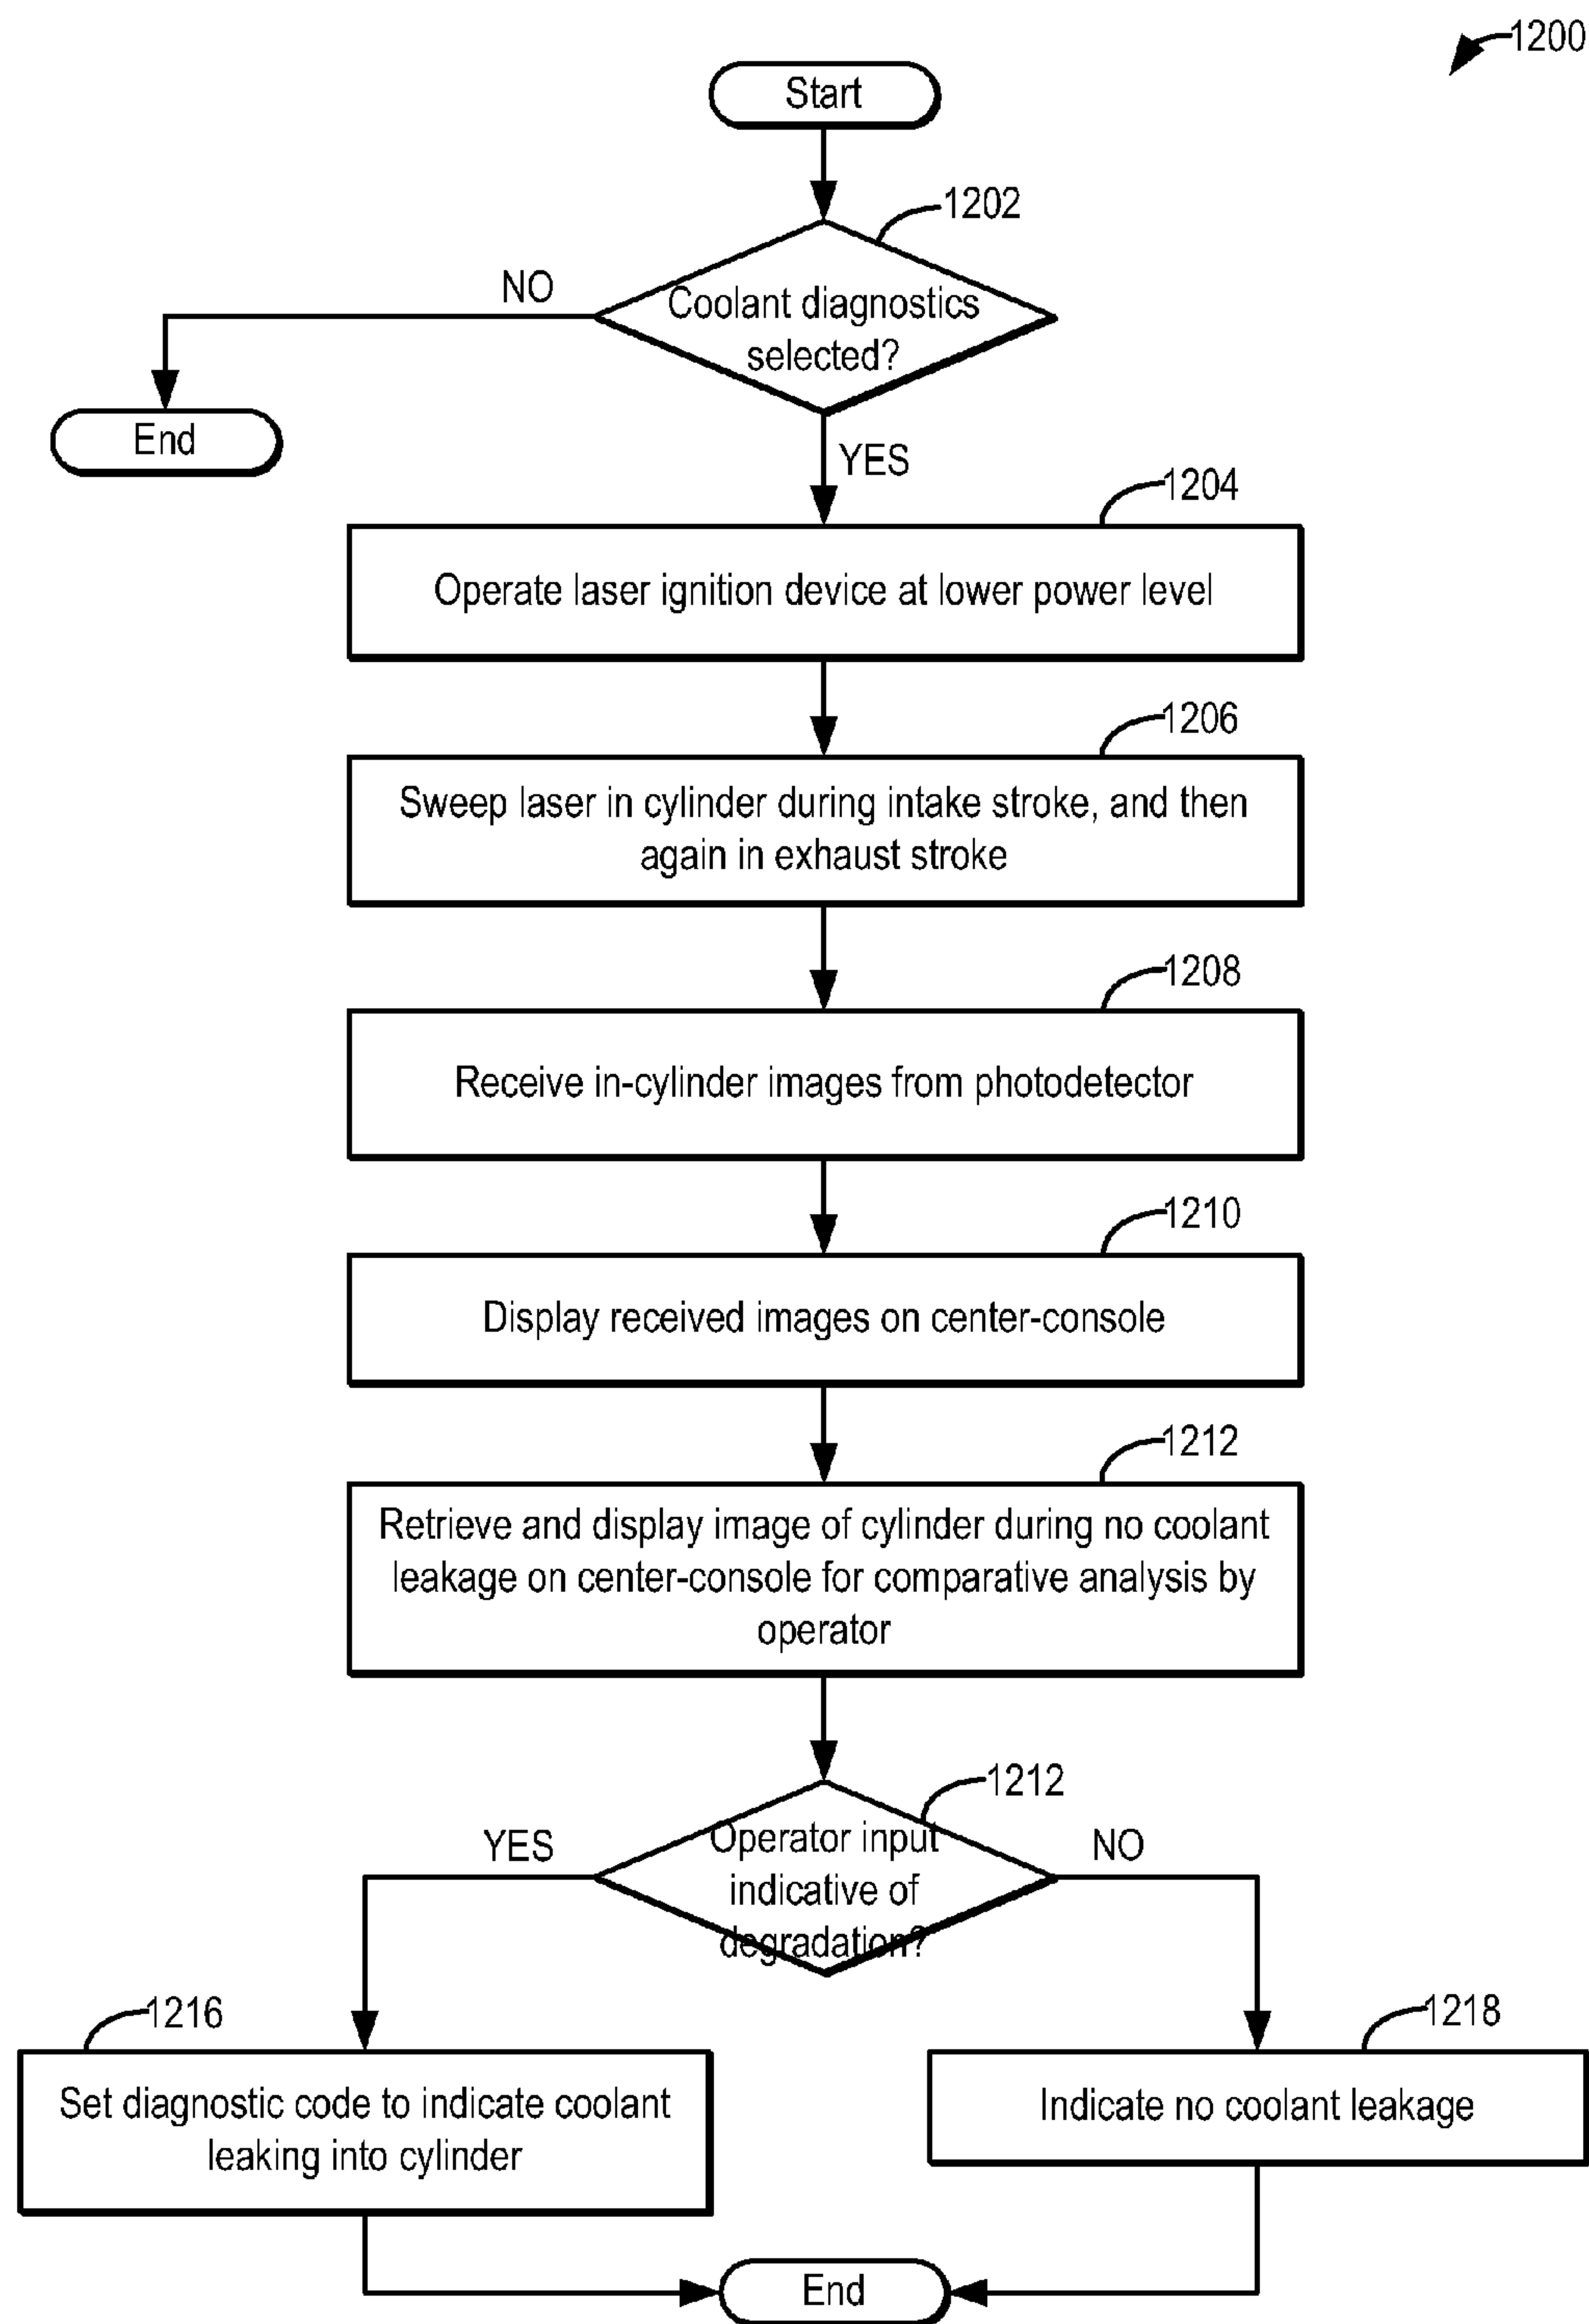 1200
Start
1202
Coolant diagnostics
selected?
NO
End
YES
1204
Operate laser ignition device at lower power level
1206
Sweep laser in cylinder during intake stroke, and then
again in exhaust stroke
1208
Receive in-cylinder images from photodetector
1210
Display received images on center-console
1212
Retrieve and display image of cylinder during no coolant
leakage on center-console for comparative analysis by
operator
1212
Operator input
indicative of
degradation?
YES
NO
1216
Set diagnostic code to indicate coolant
leaking into cylinder
1218
Indicate no coolant leakage
End